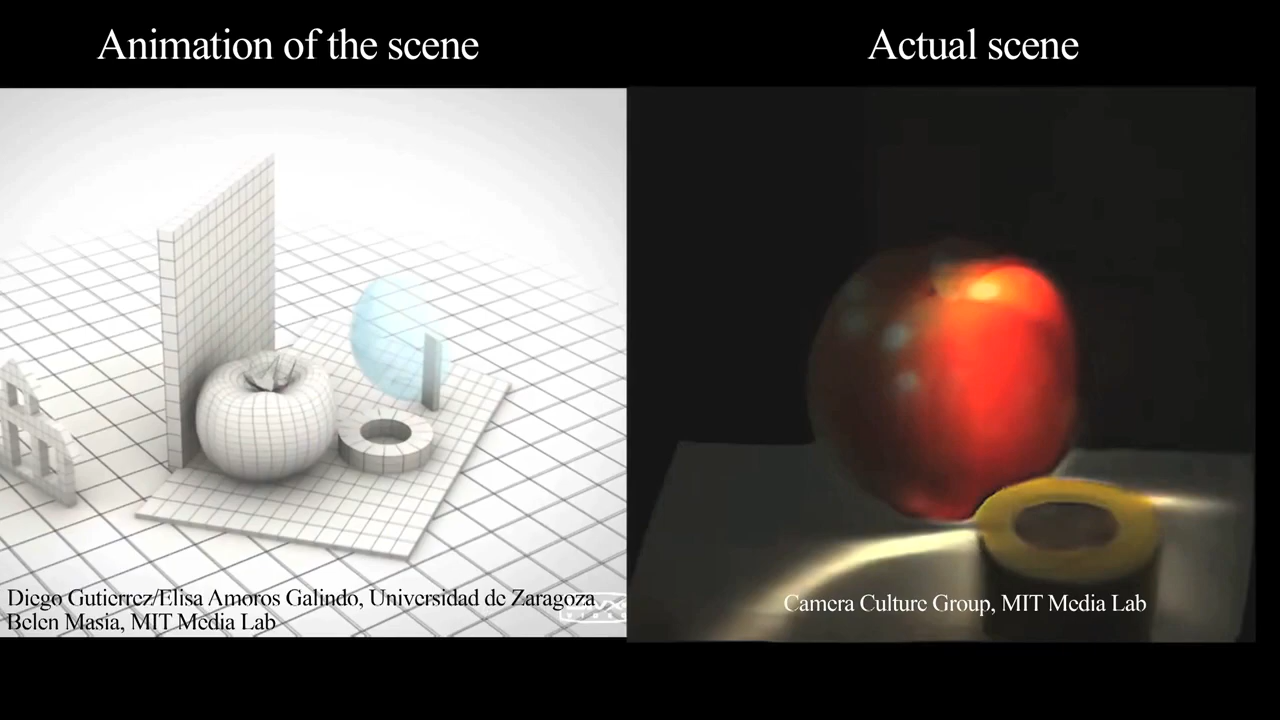 Animation of the scene
Actual scene
Diego Gutierrez/Elisa Amoros Galindo, Universidad de Zaragoza
Belen Masia, MIT Media Lab
Camera Culture Group, MIT Media Lab